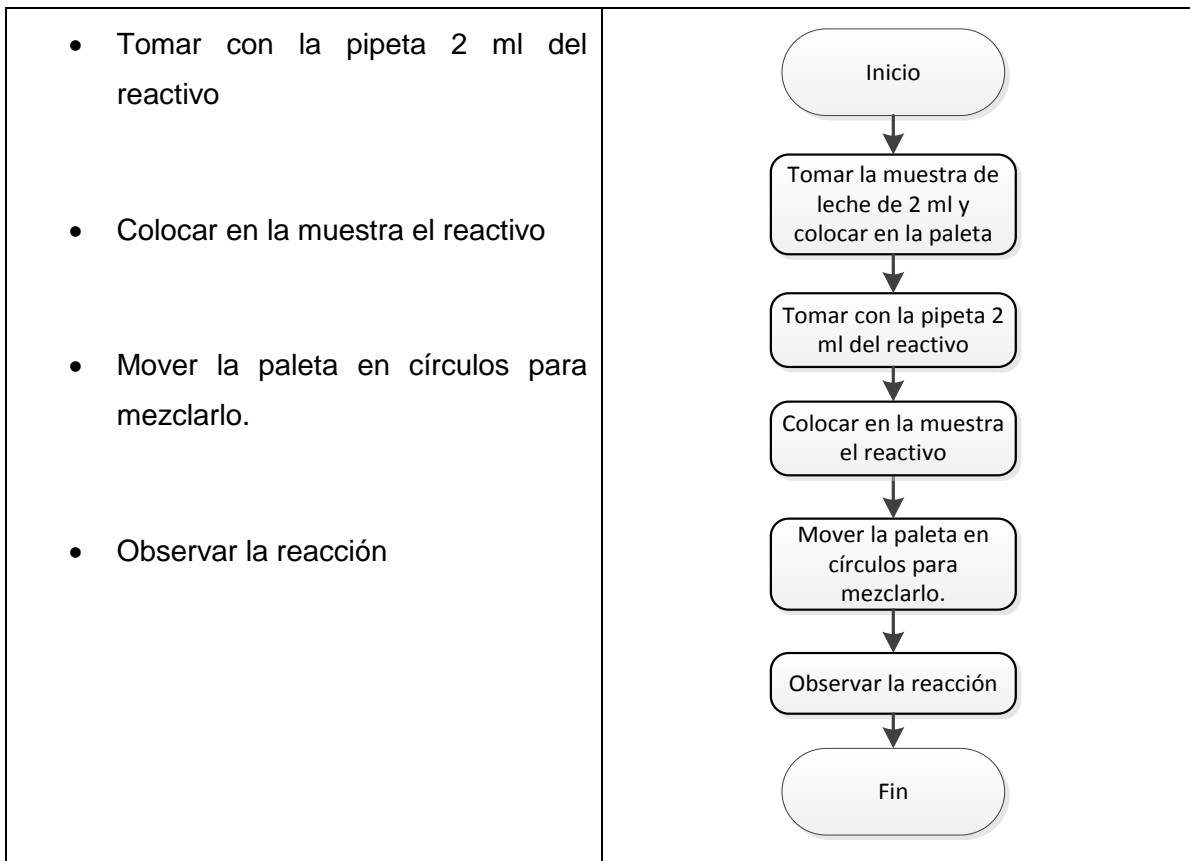 • Tomar con la pipeta 2 ml del
reactivo
• Colocar en la muestra el reactivo
• Mover la paleta en círculos para
mezclarlo.
• Observar la reacción
Inicio
Tomar la muestra de
leche de 2 ml y
colocar en la paleta
Tomar con la pipeta 2
ml del reactivo
Colocar en la muestra
el reactivo
Mover la paleta en
círculos para
mezclarlo.
Observar la reacción
Fin